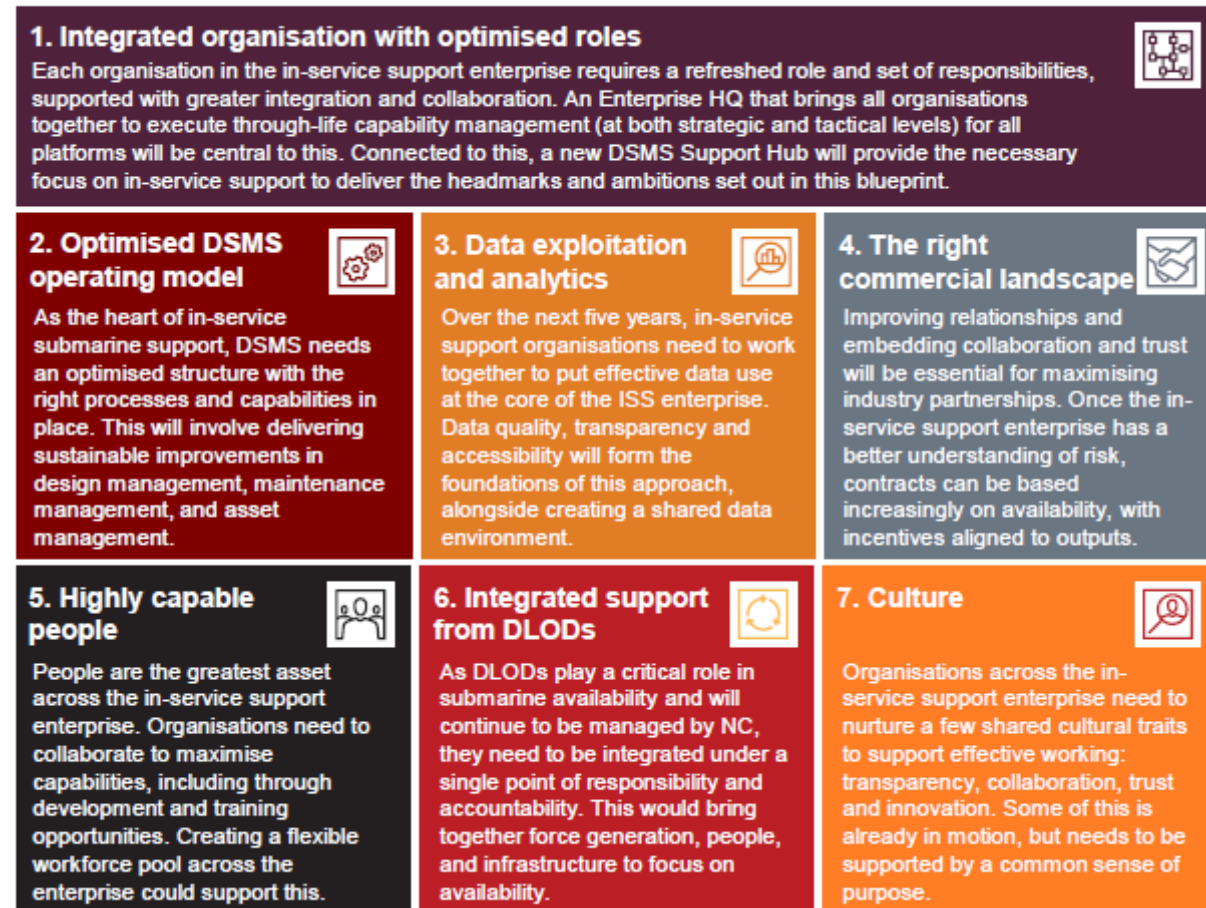 1. Integrated organisation with optimised roles
Each organisation in the in-service support enterprise requires a refreshed role and set of responsibilities,
supported with greater integration and collaboration. An Enterprise HQ that brings all organisations
together to execute through-life capability management (at both strategic and tactical levels) for all
platforms will be central to this. Connected to this, a new DSMS Support Hub will provide the necessary
focus on in-service support to deliver the headmarks and ambitions set out in this blueprint.
2. Optimised DSMS
operating model
As the heart of in-service
submarine support, DSMS needs
an optimised structure with the
right processes and capabilities in
place. This will involve delivering
sustainable improvements in
design management, maintenance
management, and asset
management.
3. Data exploitation
and analytics
Over the next five years, in-service
support organisations need to work
together to put effective data use
at the core of the ISS enterprise.
Data quality, transparency and
accessibility will form the
foundations of this approach,
alongside creating a shared data
environment.
4. The right
commercial landscape
Improving relationships and
embedding collaboration and trust
will be essential for maximising
industry partnerships. Once the in-
service support enterprise has a
better understanding of risk,
contracts can be based
increasingly on availability, with
incentives aligned to outputs.
5. Highly capable
people
People are the greatest asset
across the in-service support
enterprise. Organisations need to
collaborate to maximise
capabilities, including through
development and training
opportunities. Creating a flexible
workforce pool across the
enterprise could support this.
6. Integrated support
from DLODs
As DLODs play a critical role in
submarine availability and will
continue to be managed by NC,
they need to be integrated under a
single point of responsibility and
accountability. This would bring
together force generation, people,
and infrastructure to focus on
availability.
7. Culture
Organisations across the in-
service support enterprise need to
nurture a few shared cultural traits
to support effective working:
transparency, collaboration, trust
and innovation. Some of this is
already in motion, but needs to be
supported by a common sense of
purpose.